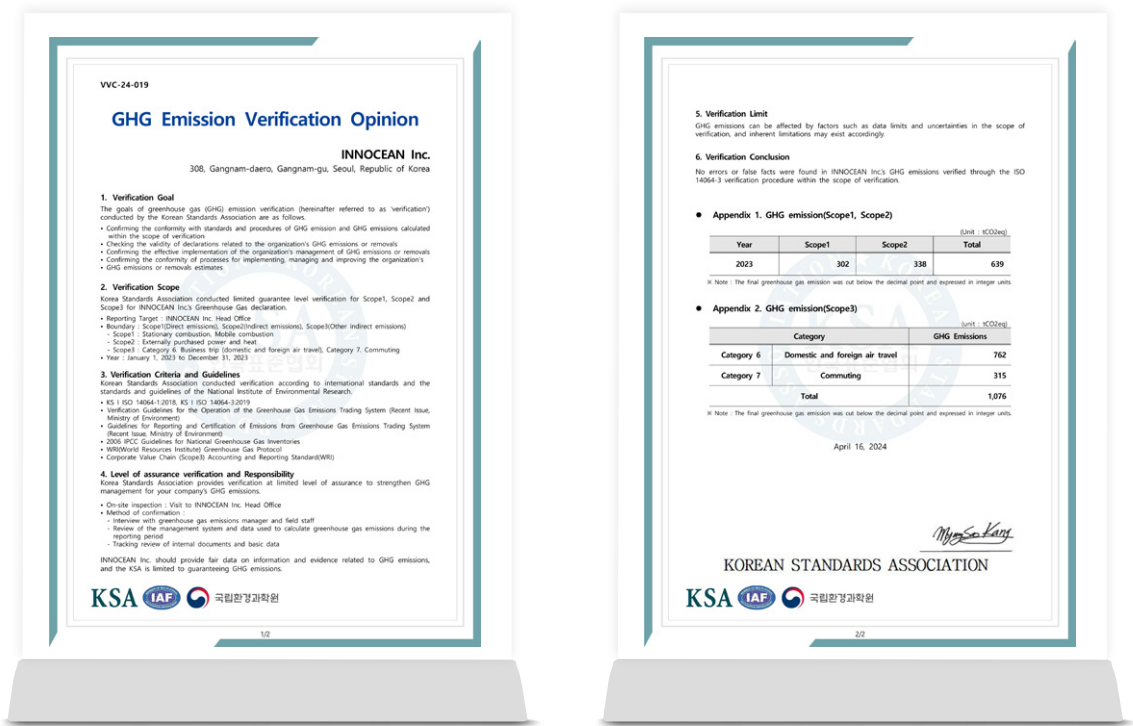 VVC-24-019
GHG Emission Verification Opinion
INNOCEAN Inc.
308, Gangnam-daero, Gangnam-gu, Seoul, Republic of Korea
1. Verification Goal
The goals of greenhouse gas (GHG) emission verification (hereinafter referred to as 'verification')
conducted by the Korean Standards Association are as follows.
• Confirming the conformity with standards and procedures of GHG emission and GHG emissions calculated
within the scope of verification
• Checking the validity of declarations related to the organization's GHG emissions or removals
• Confirming the effective implementation of the organization's management of GHG emissions or removals
• Confirming the conformity of processes for implementing, managing and improving the organization's
• GHG emissions or removals estimates
2. Verification Scope
Korea Standards Association conducted limited guarantee level verification for Scope1, Scope2 and
Scope3 for INNOCEAN Inc's Greenhouse Gas declaration.
• Reporting Target : INNOCEAN Inc. Head Office
• Boundary : Scope1(Direct emissions), Scope2(Indirect emissions), Scope3(Other indirect emissions)
- Scope1 : Stationary combustion, Mobile combustion
- Scope2 : Externally purchased power and heat
- Scope3 : Category 6. Business trip (domestic and foreign air travel), Category 7. Commuting
• Year : January 1, 2023 to December 31, 2023
3. Verification Criteria and Guidelines
Korean Standards Association conducted verification according to international standards and the
standards and guidelines of the National Institute of Environmental Research.
• KS I ISO 14064-1:2018, KS I ISO 14064-3:2019
• Verification Guidelines for the Operation of the Greenhouse Gas Emissions Trading System (Recent Issue,
Ministry of Environment)
• Guidelines for Reporting and Certification of Emissions from Greenhouse Gas Emissions Trading System
(Recent Issue, Ministry of Environment)
• 2006 IPCC Guidelines for National Greenhouse Gas Inventories
• WRI(World Resources Institute) Greenhouse Gas Protocol
• Corporate Value Chain (Scope3) Accounting and Reporting Standard(WRI)
4. Level of assurance verification and Responsibility
Korea Standards Association provides verification at limited level of assurance to strengthen GHG
management for your company's GHG emissions.
• On-site inspection : Visit to INNOCEAN Inc. Head Office
• Method of confirmation :
- Interview with greenhouse gas emissions manager and field staff
- Review of the management system and data used to calculate greenhouse gas emissions during the
reporting period
- Tracking review of internal documents and basic data
INNOCEAN Inc. should provide fair data on information and evidence related to GHG emissions,
and the KSA is limited to guaranteeing GHG emissions.
KSA IAF 국립환경과학원
1/2
5. Verification Limit
GHG emissions can be affected by factors such as data limits and uncertainties in the scope of
verification, and inherent limitations may exist accordingly.
6. Verification Conclusion
No errors or false facts were found in INNOCEAN Inc.'s GHG emissions verified through the ISO
14064-3 verification procedure within the scope of verification.
● Appendix 1. GHG emission(Scope1, Scope2)
(Unit : tCO2eq)
Year Scope1 Scope2 Total
2023 302 338 639
※ Note : The final greenhouse gas emission was cut below the decimal point and expressed in integer units.
● Appendix 2. GHG emission(Scope3)
(unit : tCO2eq)
Category GHG Emissions
Category 6 Domestic and foreign air travel 762
Category 7 Commuting 315
Total 1,076
※ Note : The final greenhouse gas emission was cut below the decimal point and expressed in integer units.
April 16, 2024
KOREAN STANDARDS ASSOCIATION
KSA IAF 국립환경과학원
2/2